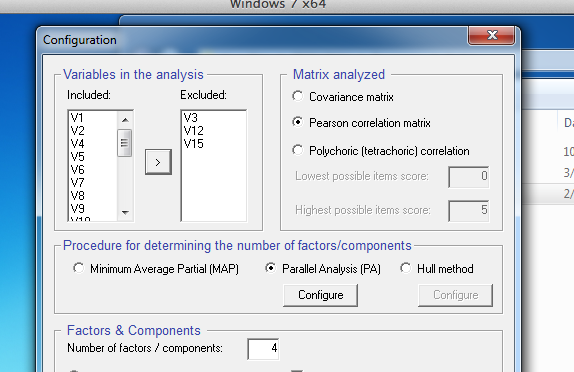 Windows 7 x64
Configuration
Variables in the analysis
Included:
Excluded:
V1
V2
V4
V5
V6
V7
V8
V9
V10
>
V3
V12
V15
Matrix analyzed
Covariance matrix
Pearson correlation matrix
Polychoric (tetrachoric) correlation
Lowest possible items score: 0
Highest possible items score: 5
Procedure for determining the number of factors/components
Minimum Average Partial (MAP)
Parallel Analysis (PA)
Hull method
Configure
Configure
Factors & Components
Number of factors / components: 4
10
3/
2/